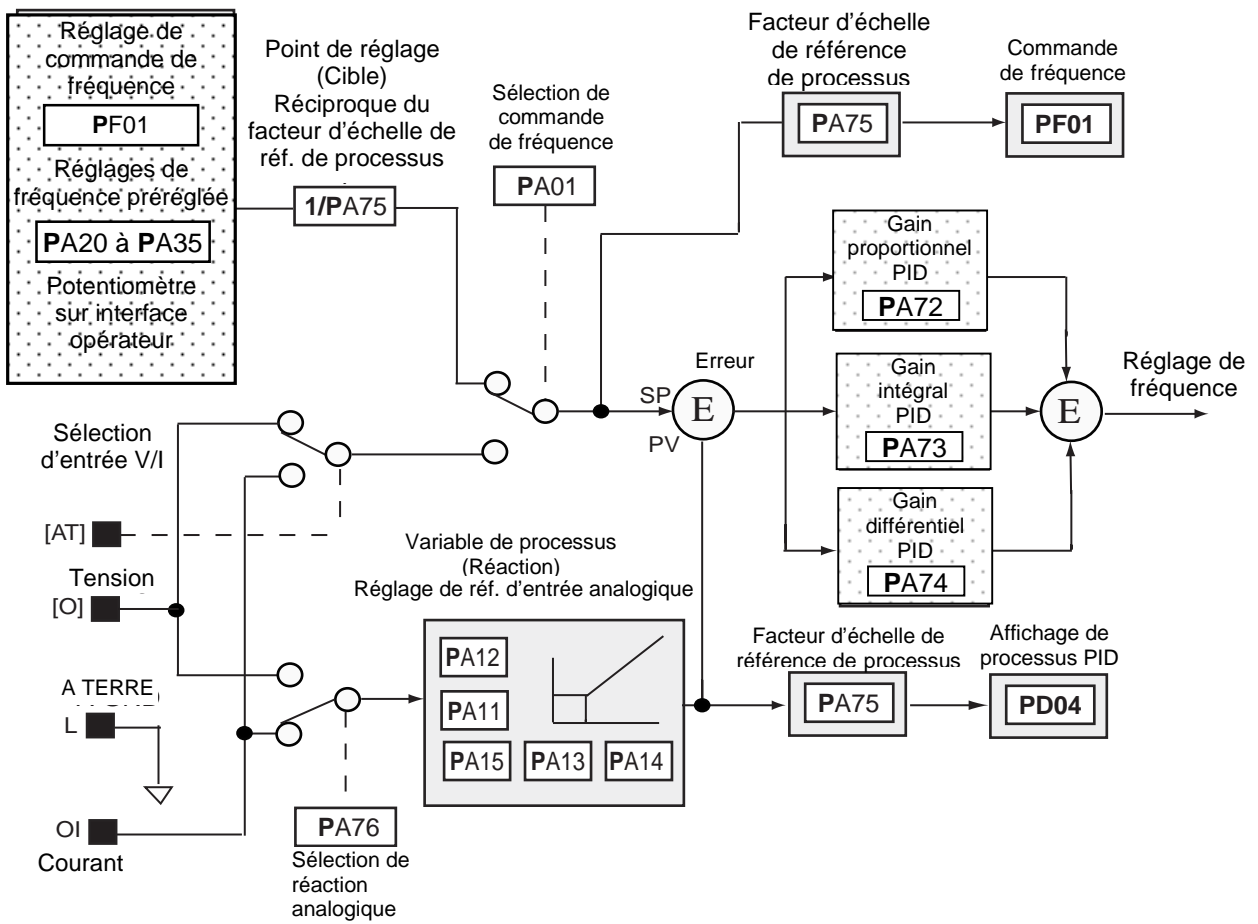 Réglage de
commande de
fréquence
PF01
Réglages de
fréquence préréglée
PA20 à PA35
Potentiomètre
sur interface
opérateur
Point de réglage
(Cible)
Réciproque du
facteur d'échelle de
réf. de processus
1/PA75
Sélection de
commande
de fréquence
PA01
Facteur d'échelle
de référence
de processus
PA75
Commande
de fréquence
PF01
Gain
proportionnel
PID
PA72
Gain
intégral
PID
PA73
Gain
différentiel
PID
PA74
Erreur
SP
E
PV
E
Réglage de
fréquence
Sélection
d'entrée V/I
[AT]
Tension
[O]
A TERRE
L
OI
Courant
Variable de processus
(Réaction)
Réglage de réf. d'entrée analogique
PA12
PA11
PA15
PA13
PA14
PA76
Sélection de
réaction
analogique
Facteur d'échelle de
référence de processus
PA75
Affichage de
processus PID
PD04